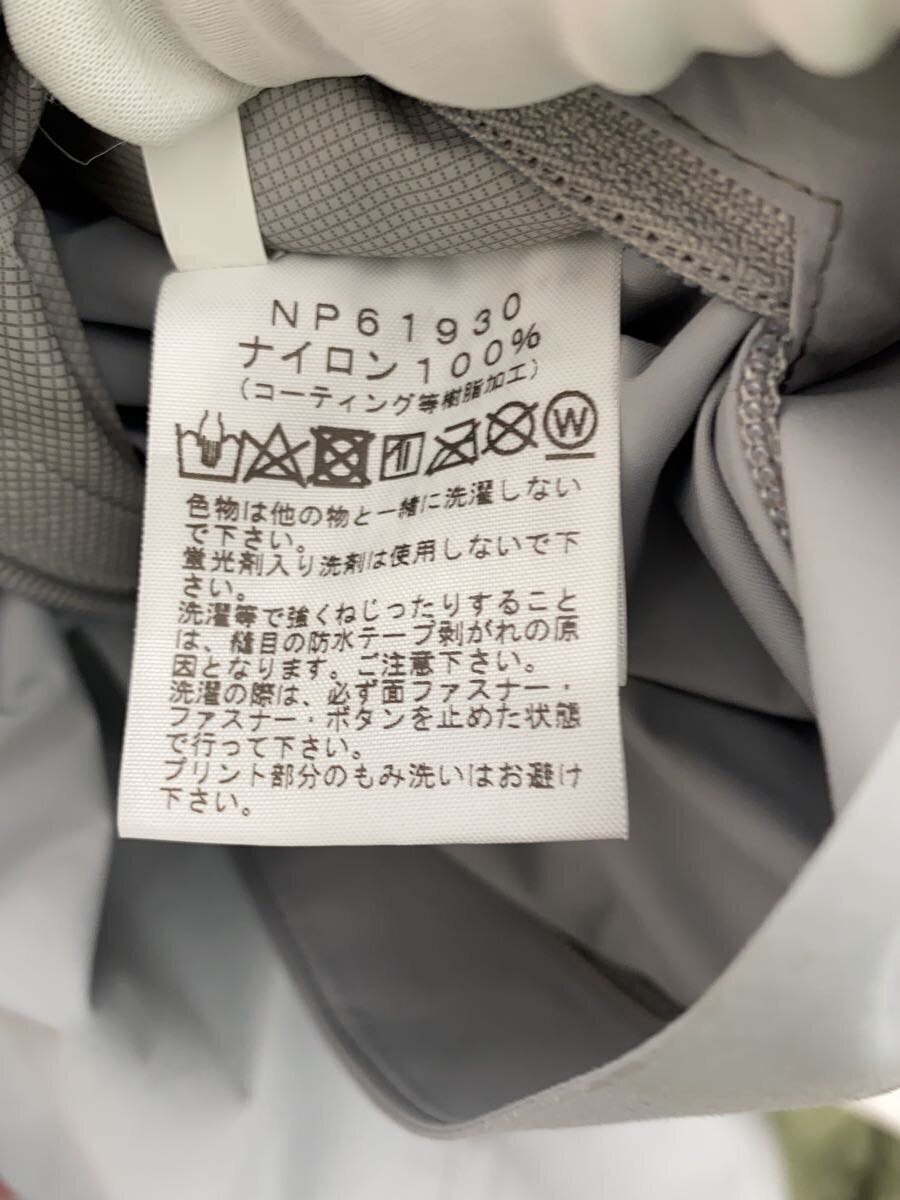 NP61930
ナイロン100%
(コーティング等樹脂加工)
W
色物は他の物と一緒に洗濯しない
で下さい。
蛍光剤入り洗剤は使用しないで下
さい。
洗濯等で強くねじったりすること
は、縫目の防水テープ剥がれの原
因となります。ご注意下さい。
洗濯の際は、必ず面ファスナー・
ファスナー・ボタンを止めた状態
で行って下さい。
プリント部分のもみ洗いはお避け
下さい。